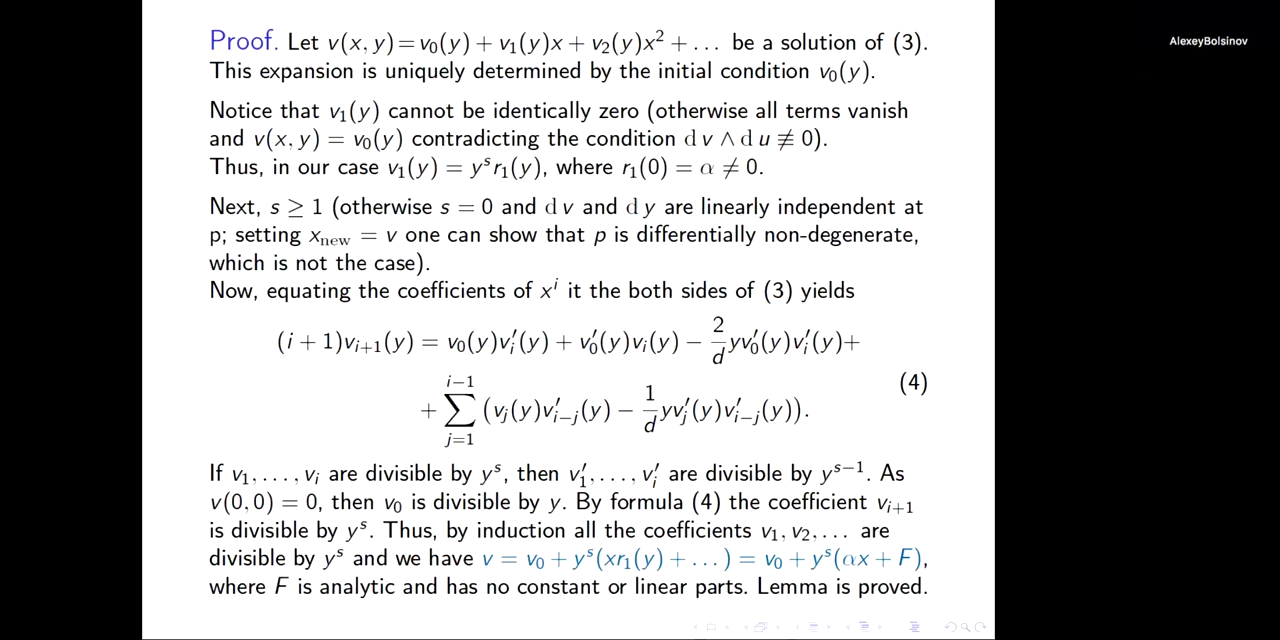 Proof. Let v(x, y) = v₀(y) + v₁(y)x + v₂(y)x² + ... be a solution of (3).
This expansion is uniquely determined by the initial condition v₀(y).
Notice that v₁(y) cannot be identically zero (otherwise all terms vanish
and v(x, y) = v₀(y) contradicting the condition d v ∧ d u ≢ 0).
Thus, in our case v₁(y) = yˢr₁(y), where r₁(0) = α ≠ 0.
Next, s ≥ 1 (otherwise s = 0 and d v and d y are linearly independent at
p; setting x_new = v one can show that p is differentially non-degenerate,
which is not the case).
Now, equating the coefficients of xⁱ it the both sides of (3) yields
(i + 1)vᵢ₊₁(y) = v₀(y)vᵢ′(y) + v₀′(y)vᵢ(y) − 2/d yv₀′(y)vᵢ′(y)+
+ ∑_{j=1}^{i−1} (vⱼ(y)v′ᵢ₋ⱼ(y) − 1/d yvⱼ′(y)v′ᵢ₋ⱼ(y)). (4)
If v₁, ..., vᵢ are divisible by yˢ, then v₁′, ..., vᵢ′ are divisible by yˢ⁻¹. As
v(0, 0) = 0, then v₀ is divisible by y. By formula (4) the coefficient vᵢ₊₁
is divisible by yˢ. Thus, by induction all the coefficients v₁, v₂, ... are
divisible by yˢ and we have v = v₀ + yˢ(xr₁(y) + ...) = v₀ + yˢ(αx + F),
where F is analytic and has no constant or linear parts. Lemma is proved.
AlexeyBolsinov